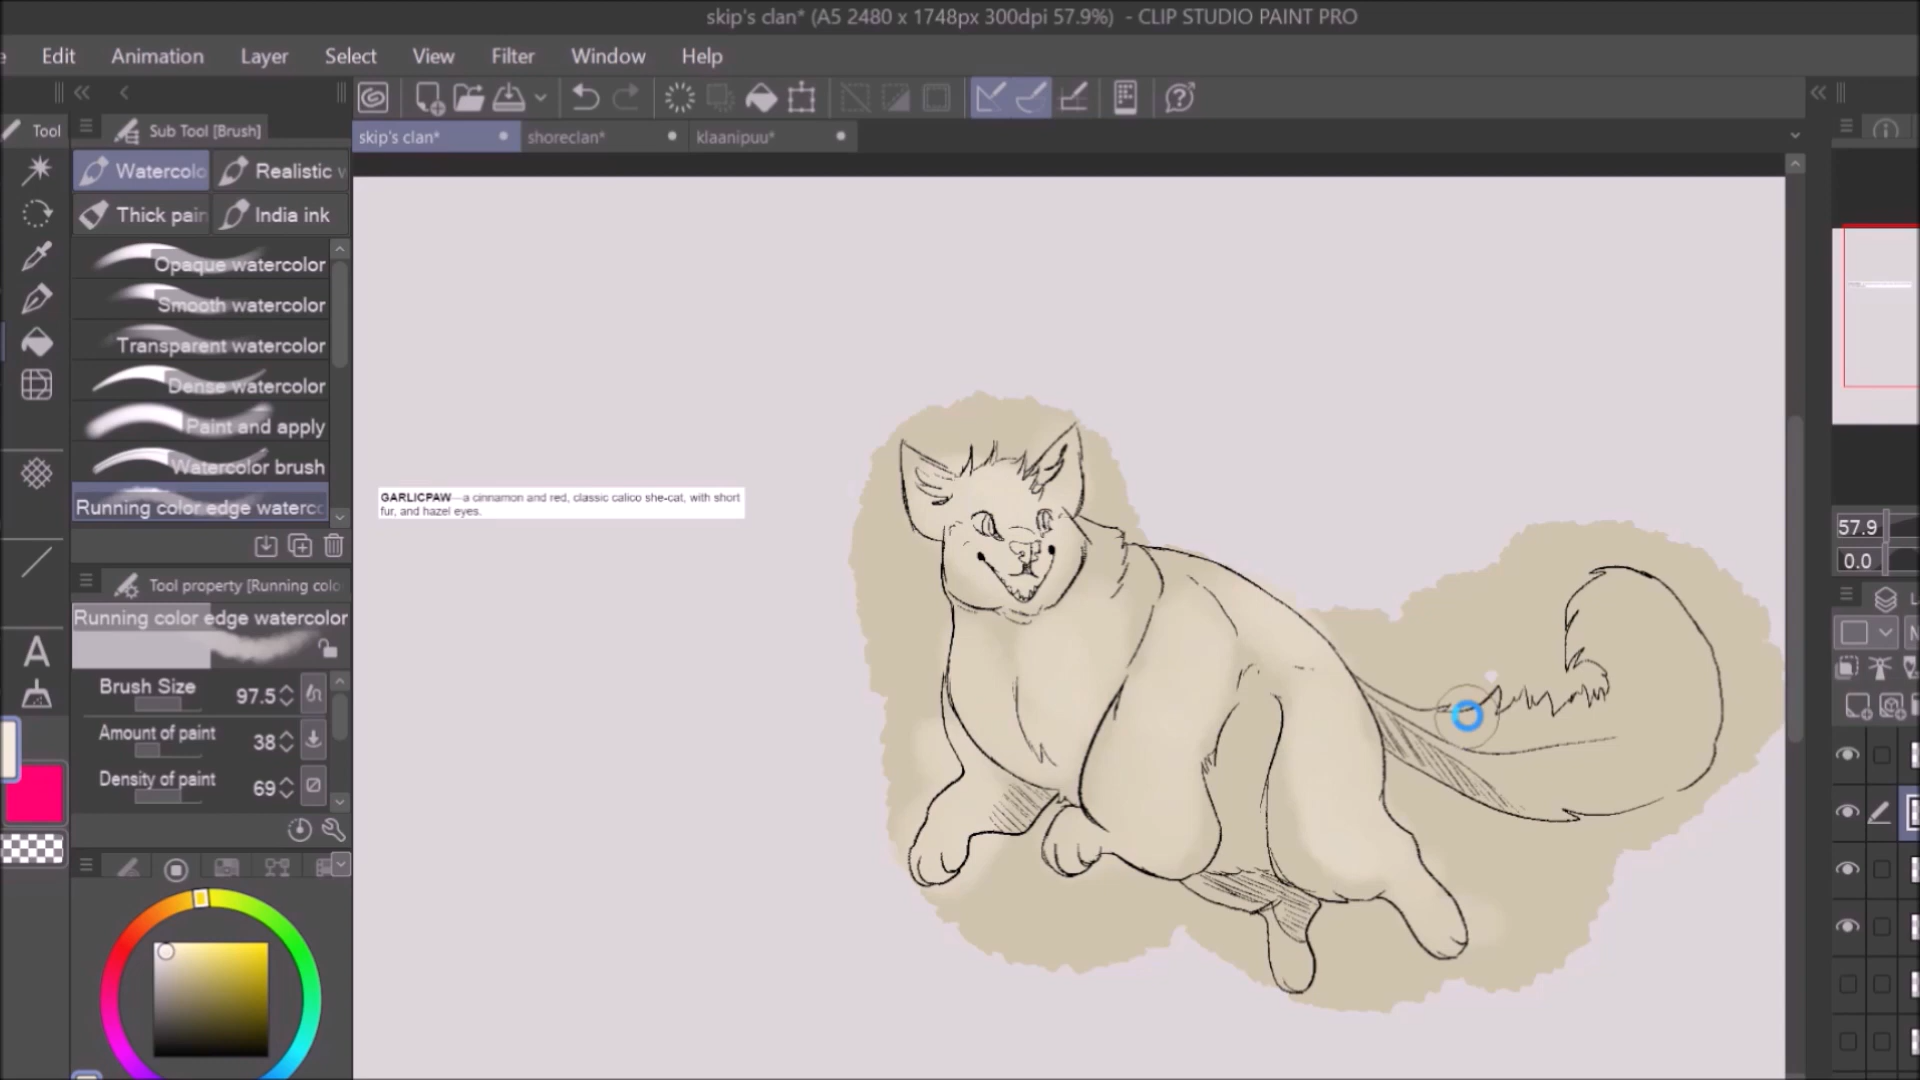 skip's clan* (A5 2480 x 1748px 300dpi 57.9%) - CLIP STUDIO PAINT PRO
e Edit Animation Layer Select View Filter Window Help
Tool
Sub Tool [Brush]
skip's clan* shoreclan* klaanipuu*
Watercolo Realistic
Thick pain India ink
Opaque watercolor
Smooth watercolor
Transparent watercolor
Dense watercolor
Paint and apply
Watercolor brush
Running color edge waterco
Tool property [Running colo
Running color edge watercolor
Brush Size 97.5
Amount of paint 38
Density of paint 69
A
GARLICPAW—a cinnamon and red, classic calico she-cat, with short
fur, and hazel eyes.
57.9
0.0